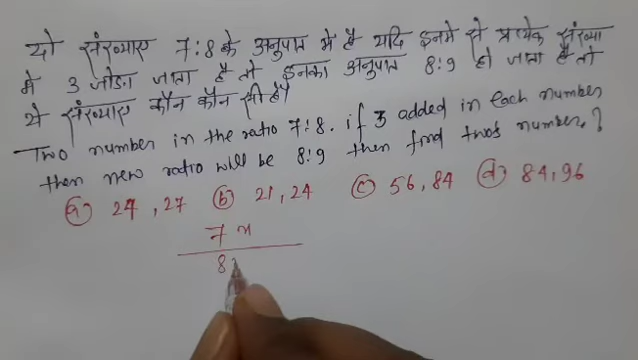 दो संख्याए 7:8 के अनुपात मे है यदि इनमे से प्रत्येक संख्या
मे 3 जोडा जाता है तो इनका अनुपात 8:9 हो जाता है तो
ये संख्याए कौन कौन सी है?
Two number in the ratio 7:8. if 3 added in each number
then new ratio will be 8:9 then find two number.?
(a) 24, 27 (b) 21, 24 (c) 56, 84 (d) 84, 96
7x
8